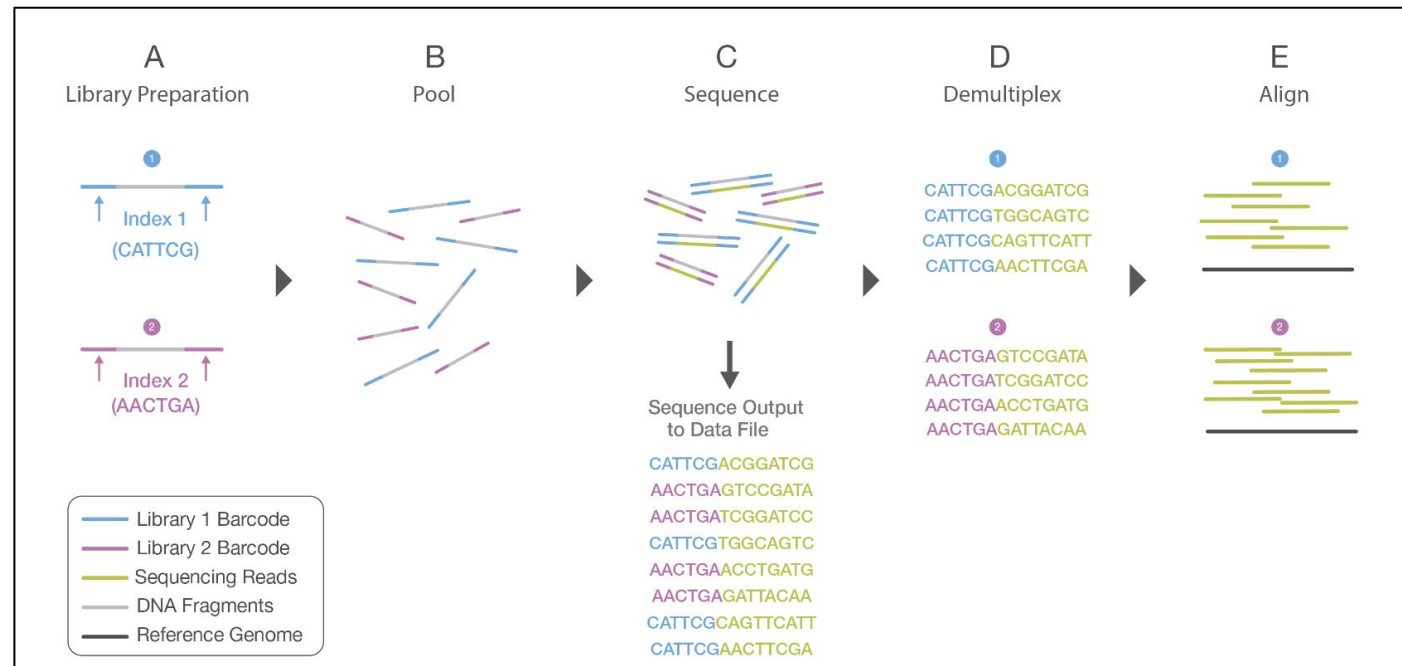 A
Library Preparation
1
Index 1
(CATTCG)
2
Index 2
(AACTGA)
Library 1 Barcode
Library 2 Barcode
Sequencing Reads
DNA Fragments
Reference Genome
B
Pool
C
Sequence
Sequence Output
to Data File
CATTCGACGGATCG
AACTGAGTCCGATA
AACTGATCGGATCC
CATTCGTGGCAGTC
AACTGAACCTGATG
AACTGAGATTACAA
CATTCGCAGTTCATT
CATTCGAACTTCGA
D
Demultiplex
1
CATTCGACGGATCG
CATTCGTGGCAGTC
CATTCGCAGTTCATT
CATTCGAACTTCGA
2
AACTGAGTCCGATA
AACTGATCGGATCC
AACTGAACCTGATG
AACTGAGATTACAA
E
Align
1
2